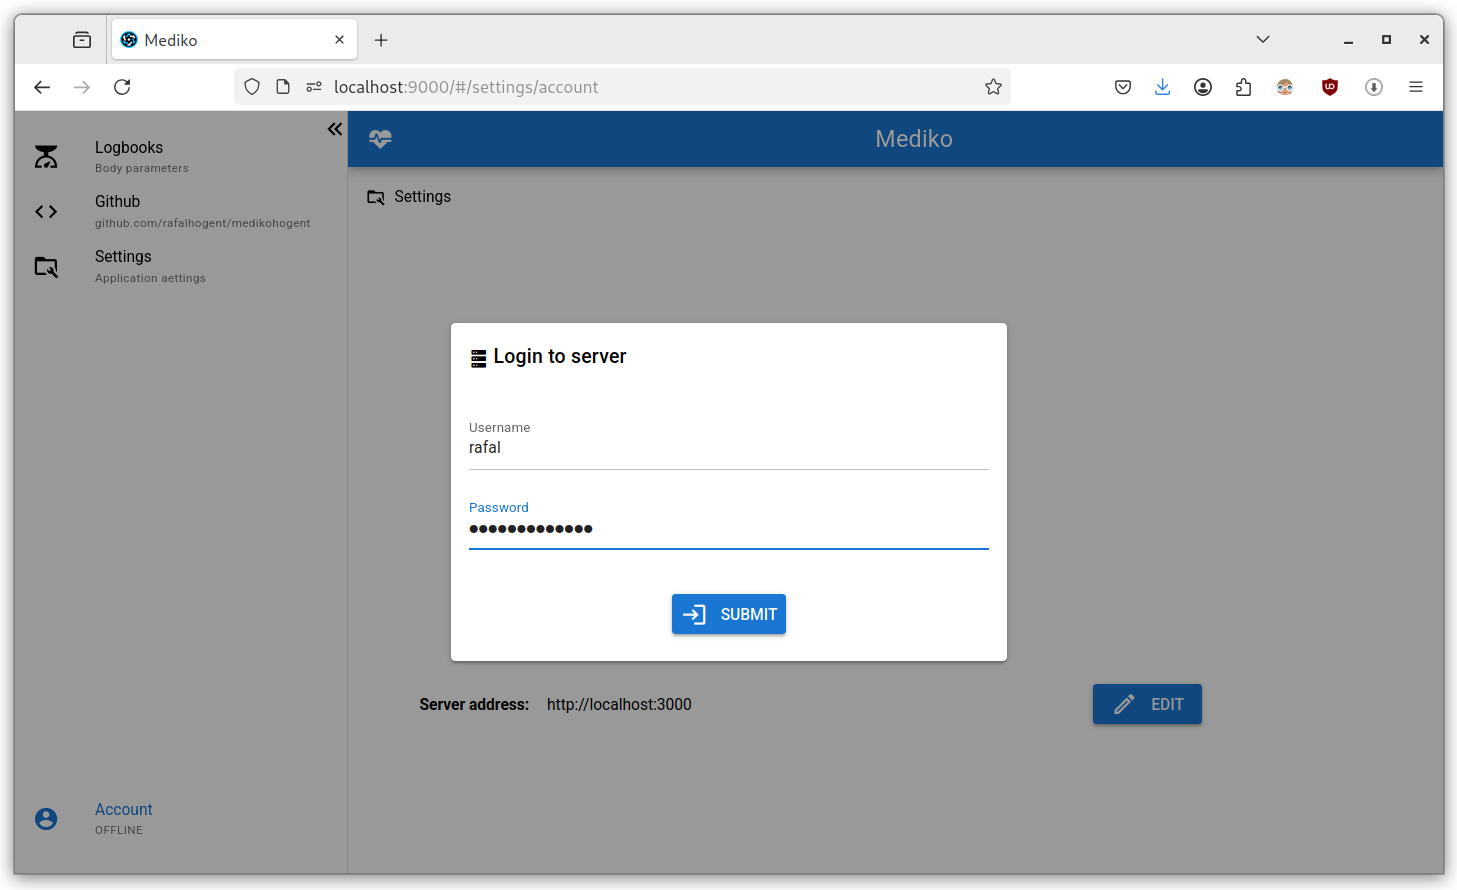 Mediko
localhost:9000/#/settings/account
Logbooks
Body parameters
Github
github.com/rafalhogent/medikohogent
Settings
Application aettings
Mediko
Settings
Login to server
Username
rafal
Password
●●●●●●●●●●●●●
SUBMIT
Server address: http://localhost:3000
EDIT
Account
OFFLINE